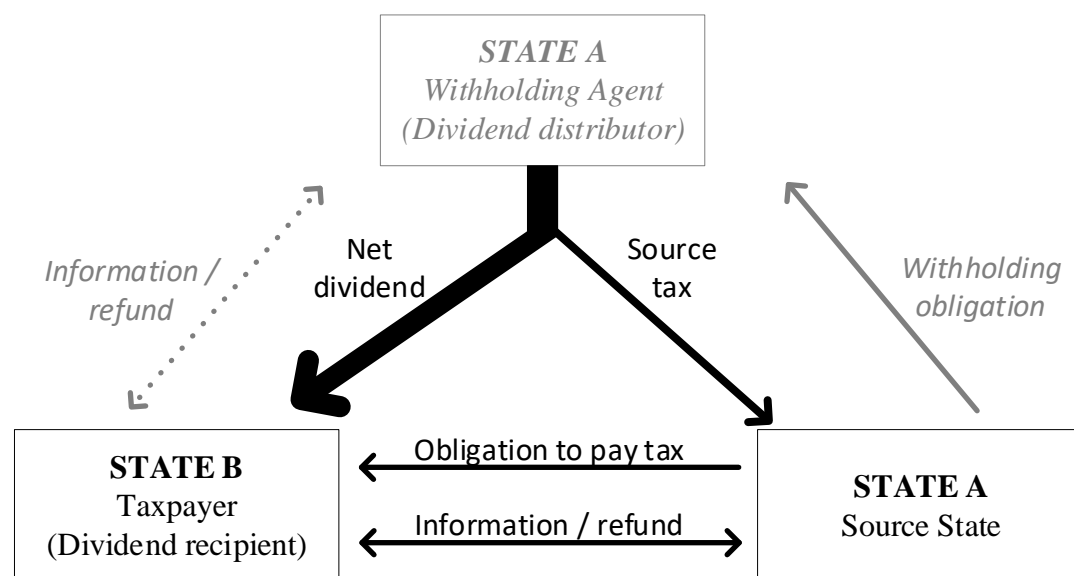 STATE A
Withholding Agent
(Dividend distributor)
Net
dividend
Source
tax
Information /
refund
Withholding
obligation
STATE B
Taxpayer
(Dividend recipient)
Obligation to pay tax
Information / refund
STATE A
Source State